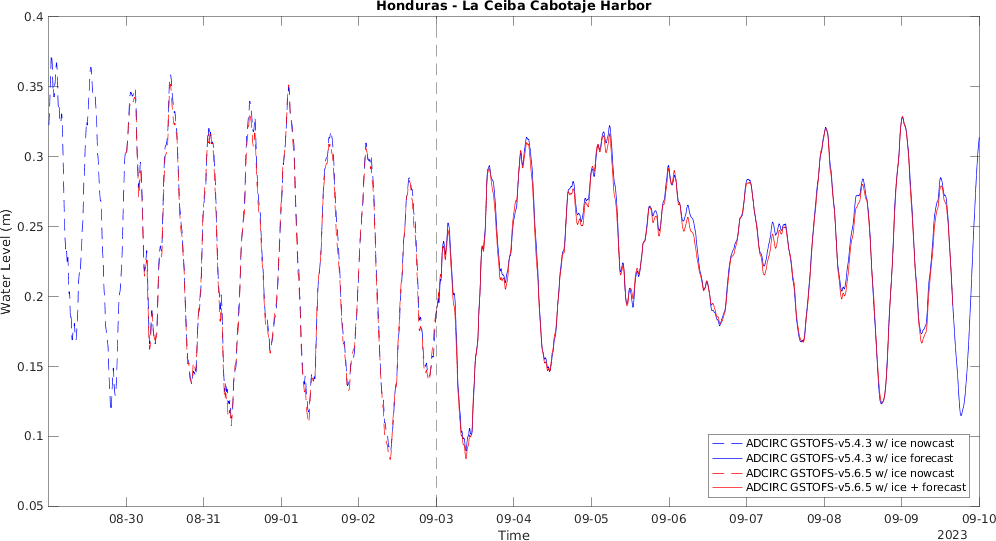 Honduras - La Ceiba Cabotaje Harbor
0.4
0.35
0.3
0.25
0.2
0.15
0.1
0.05
Water Level (m)
ADCIRC GSTOFS-v5.4.3 w/ ice nowcast
ADCIRC GSTOFS-v5.4.3 w/ ice forecast
ADCIRC GSTOFS-v5.6.5 w/ ice nowcast
ADCIRC GSTOFS-v5.6.5 w/ ice + forecast
08-30 08-31 09-01 09-02 09-03 09-04 09-05 09-06 09-07 09-08 09-09 09-10
Time
2023